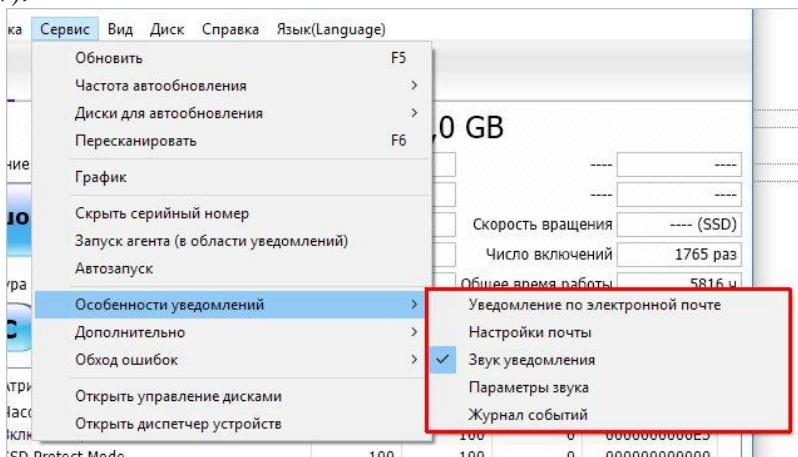 ка Сервис Вид Диск Справка Язык(Language)
Обновить F5
Частота автообновления
Диски для автообновления
Пересканировать F6
График
Скрыть серийный номер
Запуск агента (в области уведомлений)
Автозапуск
Особенности уведомлений
Дополнительно
Обход ошибок
Открыть управление дисками
Открыть диспетчер устройств
,0 GB
---- ----
---- ----
Скорость вращения ---- (SSD)
Число включений 1765 раз
Общее время работы 5816 ч
Уведомление по электронной почте
Настройки почты
Звук уведомления
Параметры звука
Журнал событий
SSD Protect Mode 100 100 0 000000000000